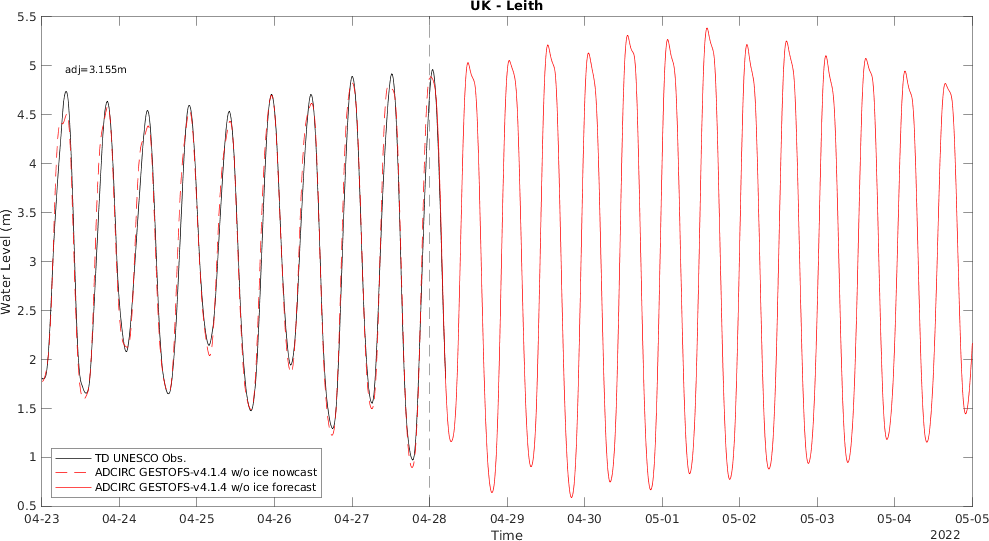 UK - Leith
adj=3.155m
Water Level (m)
5.5
5
4.5
4
3.5
3
2.5
2
1.5
1
0.5
TD UNESCO Obs.
ADCIRC GESTOFS-v4.1.4 w/o ice nowcast
ADCIRC GESTOFS-v4.1.4 w/o ice forecast
04-23 04-24 04-25 04-26 04-27 04-28 04-29 04-30 05-01 05-02 05-03 05-04 05-05
Time
2022